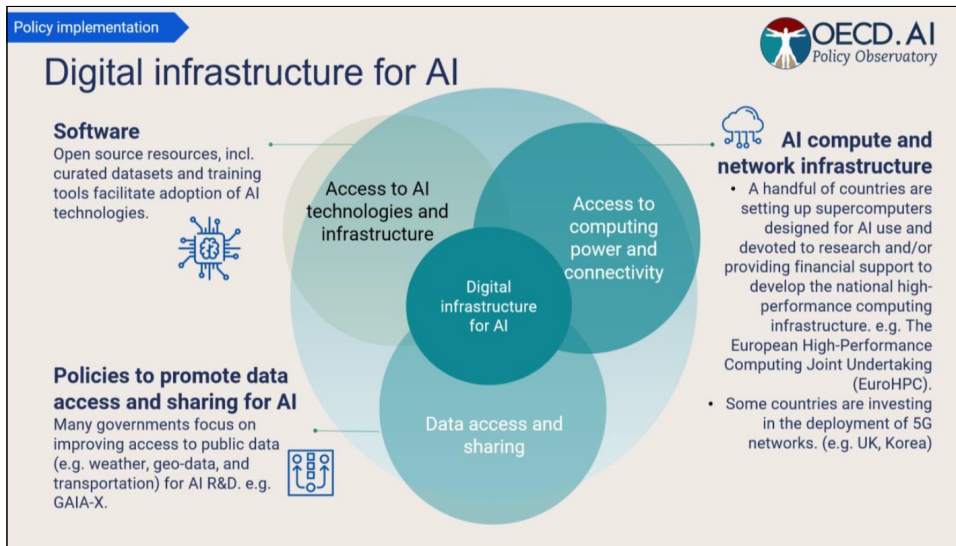 Policy implementation
OECD.AI
Policy Observatory
Digital infrastructure for AI
Software
Open source resources, incl.
curated datasets and training
tools facilitate adoption of AI
technologies.
Access to AI
technologies and
infrastructure
Access to
computing
power and
connectivity
Digital
infrastructure
for AI
Data access and
sharing
AI compute and
network infrastructure
• A handful of countries are
setting up supercomputers
designed for AI use and
devoted to research and/or
providing financial support to
develop the national high-
performance computing
infrastructure. e.g. The
European High-Performance
Computing Joint Undertaking
(EuroHPC).
• Some countries are investing
in the deployment of 5G
networks. (e.g. UK, Korea)
Policies to promote data
access and sharing for AI
Many governments focus on
improving access to public data
(e.g. weather, geo-data, and
transportation) for AI R&D. e.g.
GAIA-X.